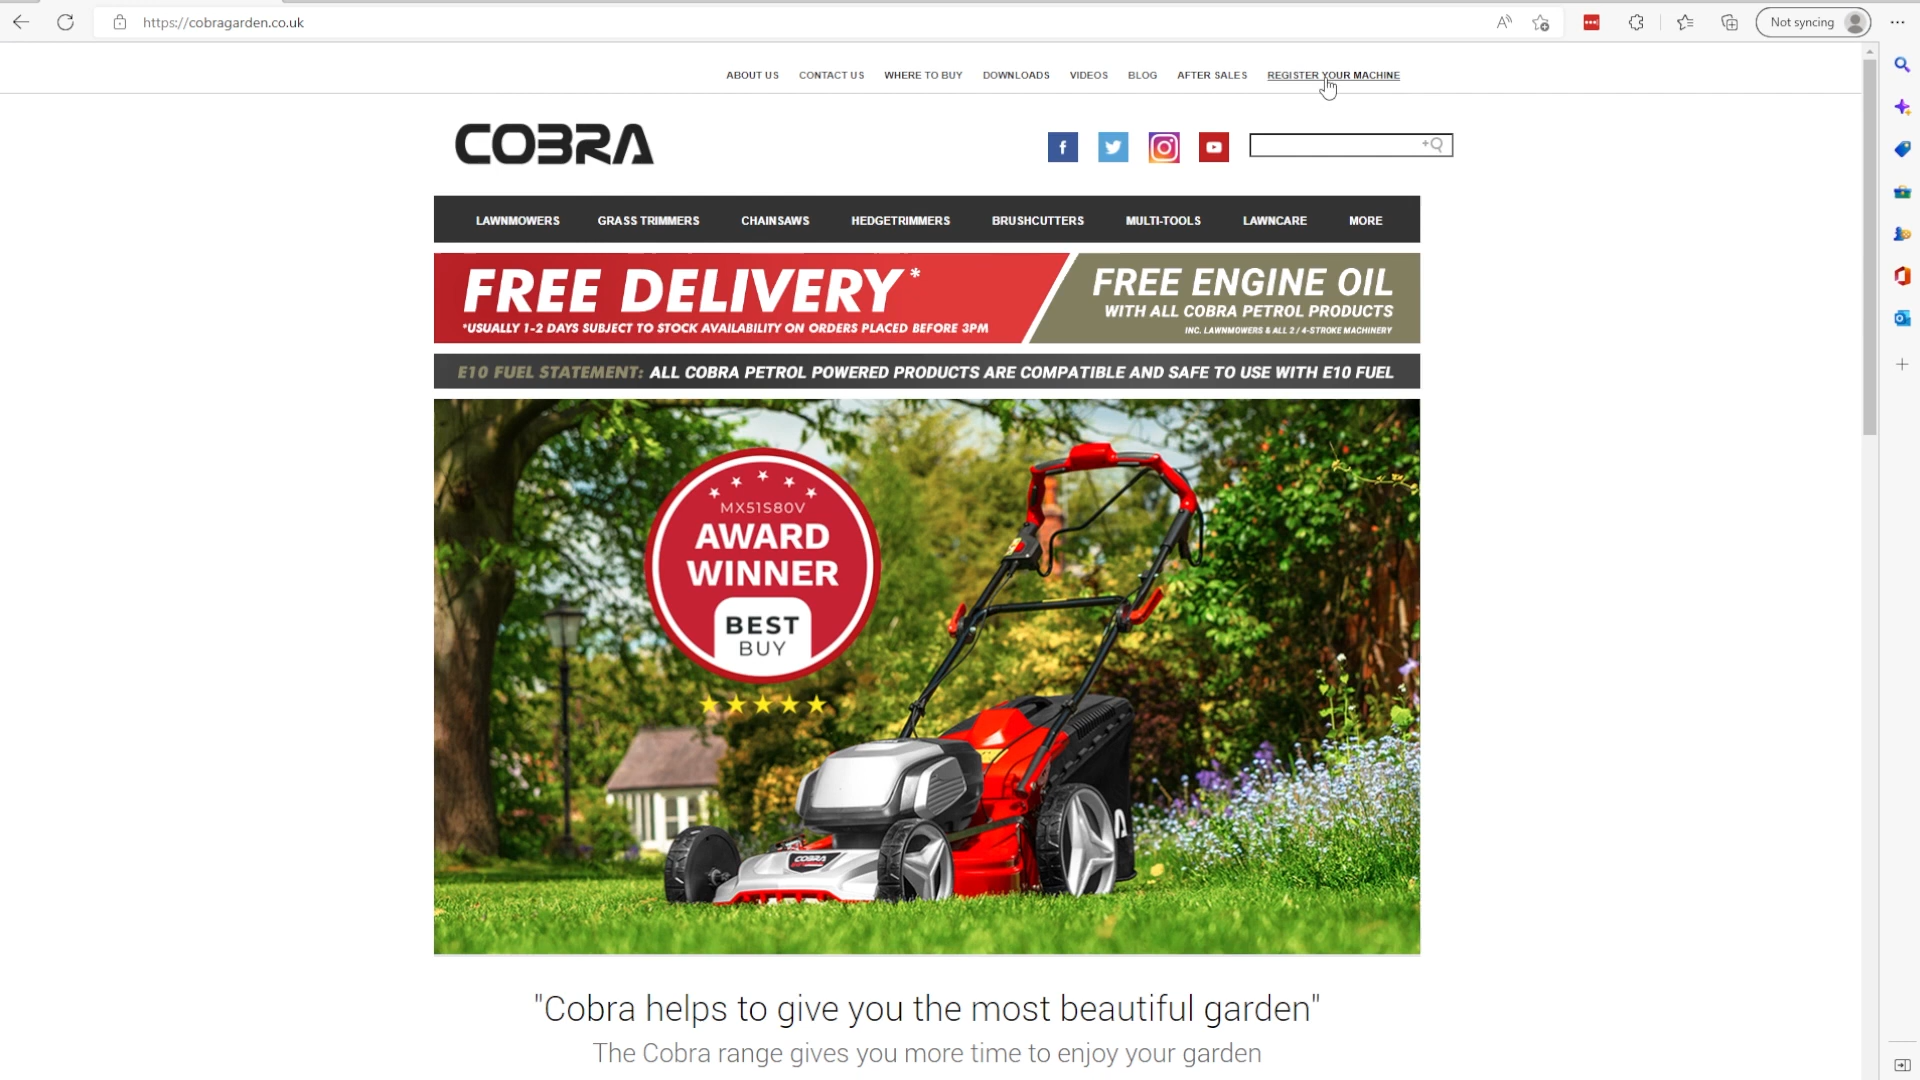 https://cobragarden.co.uk
Not syncing
ABOUT US CONTACT US WHERE TO BUY DOWNLOADS VIDEOS BLOG AFTER SALES REGISTER YOUR MACHINE
COBRA
LAWNMOWERS GRASS TRIMMERS CHAINSAWS HEDGETRIMMERS BRUSHCUTTERS MULTI-TOOLS LAWNCARE MORE
FREE DELIVERY*
*USUALLY 1-2 DAYS SUBJECT TO STOCK AVAILABILITY ON ORDERS PLACED BEFORE 3PM
FREE ENGINE OIL
WITH ALL COBRA PETROL PRODUCTS
INC. LAWNMOWERS & ALL 2 / 4-STROKE MACHINERY
E10 FUEL STATEMENT: ALL COBRA PETROL POWERED PRODUCTS ARE COMPATIBLE AND SAFE TO USE WITH E10 FUEL
MX51S80V
AWARD
WINNER
BEST
BUY
COBRA
"Cobra helps to give you the most beautiful garden"
The Cobra range gives you more time to enjoy your garden